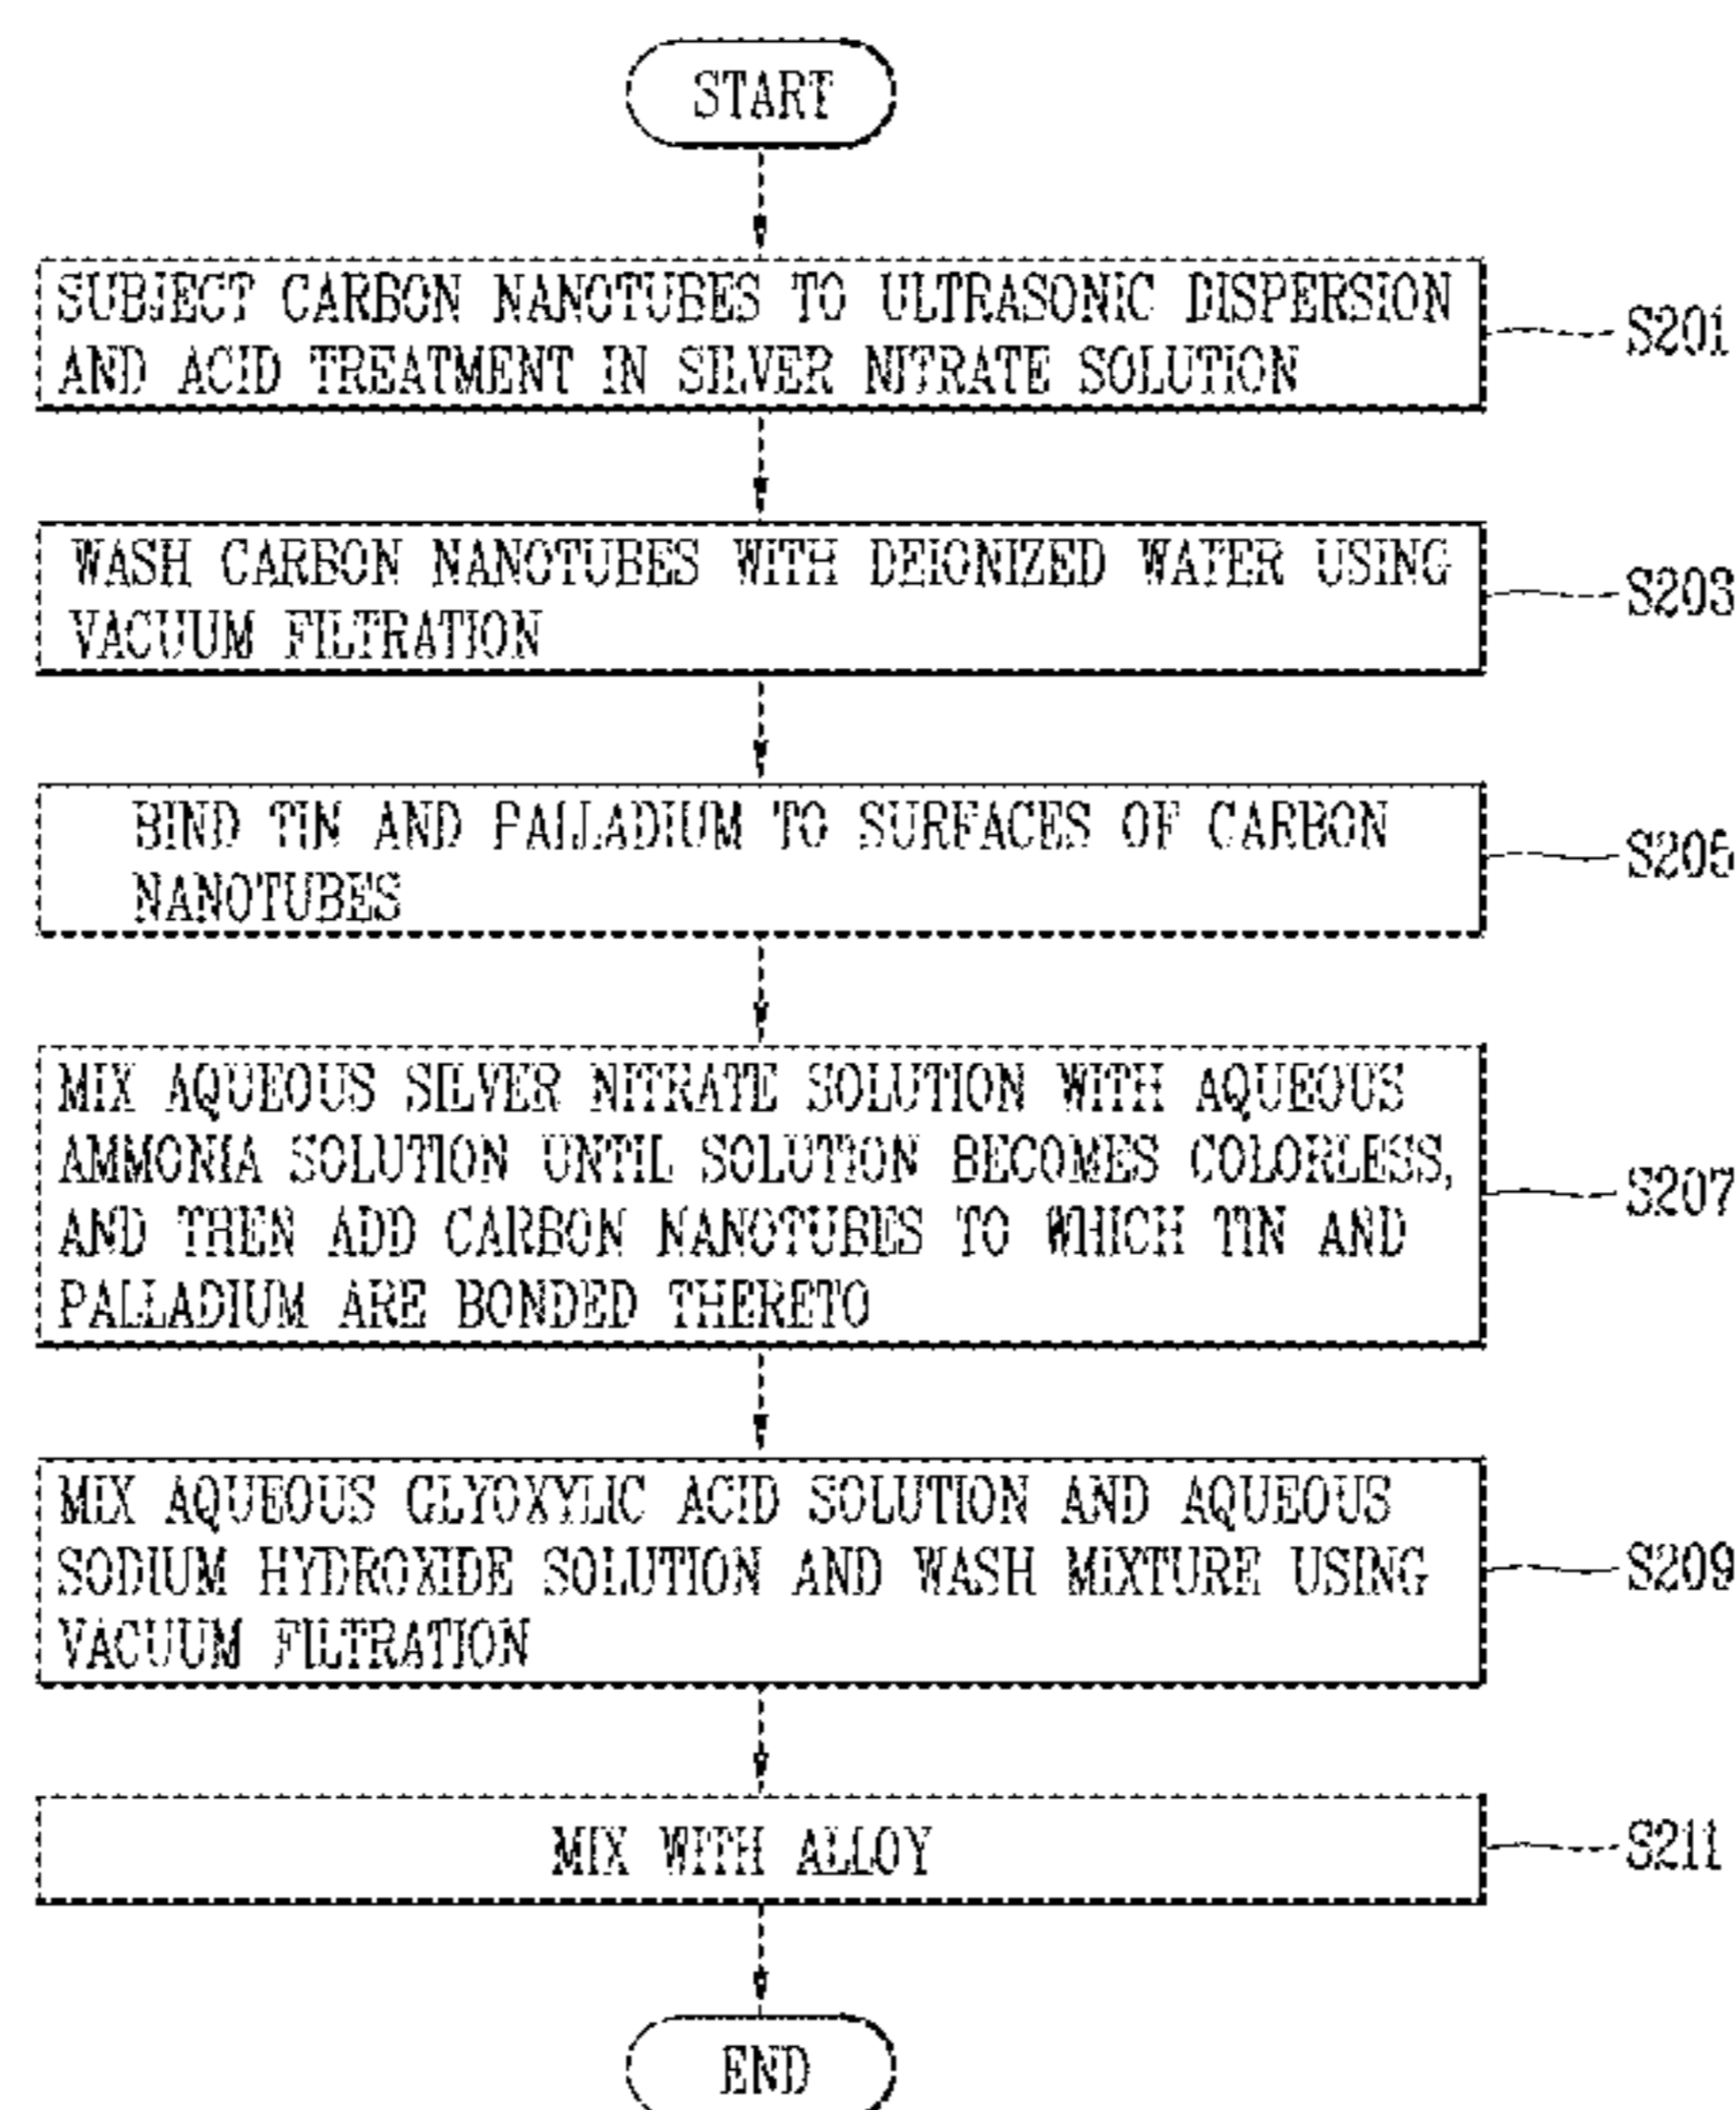 START
SUBJECT CARBON NANOTUBES TO ULTRASONIC DISPERSION
AND ACID TREATMENT IN SILVER NITRATE SOLUTION
S201
WASH CARBON NANOTUBES WITH DEIONIZED WATER USING
VACUUM FILTRATION
S203
BIND TIN AND PALLADIUM TO SURFACES OF CARBON
NANOTUBES
S205
MIX AQUEOUS SILVER NITRATE SOLUTION WITH AQUEOUS
AMMONIA SOLUTION UNTIL SOLUTION BECOMES COLORLESS,
AND THEN ADD CARBON NANOTUBES TO WHICH TIN AND
PALLADIUM ARE BONDED THERETO
S207
MIX AQUEOUS GLYOXYLIC ACID SOLUTION AND AQUEOUS
SODIUM HYDROXIDE SOLUTION AND WASH MIXTURE USING
VACUUM FILTRATION
S209
MIX WITH ALLOY
S211
END